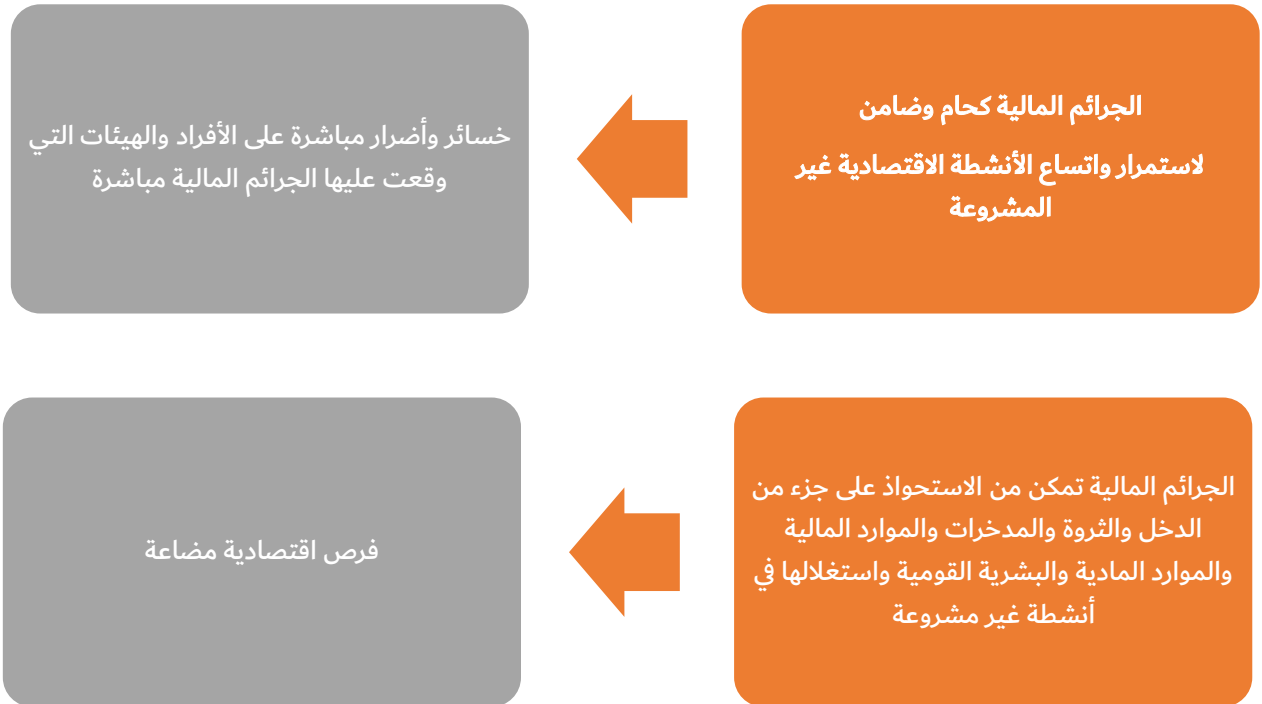 الجرائم المالية كحام وضامن
لاستمرار واتساع الأنشطة الاقتصادية غير
المشروعة
خسائر وأضرار مباشرة على الأفراد والهيئات التي
وقعت عليها الجرائم المالية مباشرة
الجرائم المالية تمكن من الاستحواذ على جزء من
الدخل والثروة والمدخرات والموارد المالية
والموارد المادية والبشرية القومية واستغلالها في
أنشطة غير مشروعة
فرص اقتصادية مضاعة